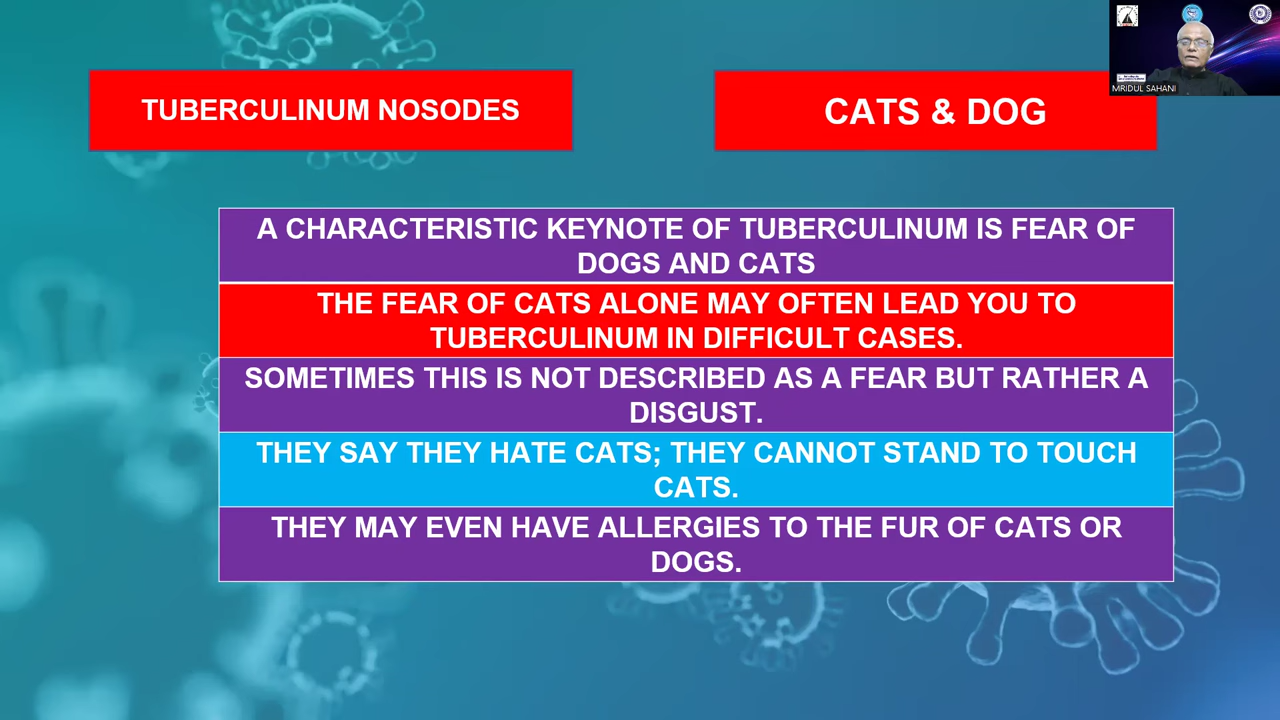 TUBERCULINUM NOSODES
CATS & DOG
MRIDUL SAHANI
A CHARACTERISTIC KEYNOTE OF TUBERCULINUM IS FEAR OF
DOGS AND CATS
THE FEAR OF CATS ALONE MAY OFTEN LEAD YOU TO
TUBERCULINUM IN DIFFICULT CASES.
SOMETIMES THIS IS NOT DESCRIBED AS A FEAR BUT RATHER A
DISGUST.
THEY SAY THEY HATE CATS; THEY CANNOT STAND TO TOUCH
CATS.
THEY MAY EVEN HAVE ALLERGIES TO THE FUR OF CATS OR
DOGS.